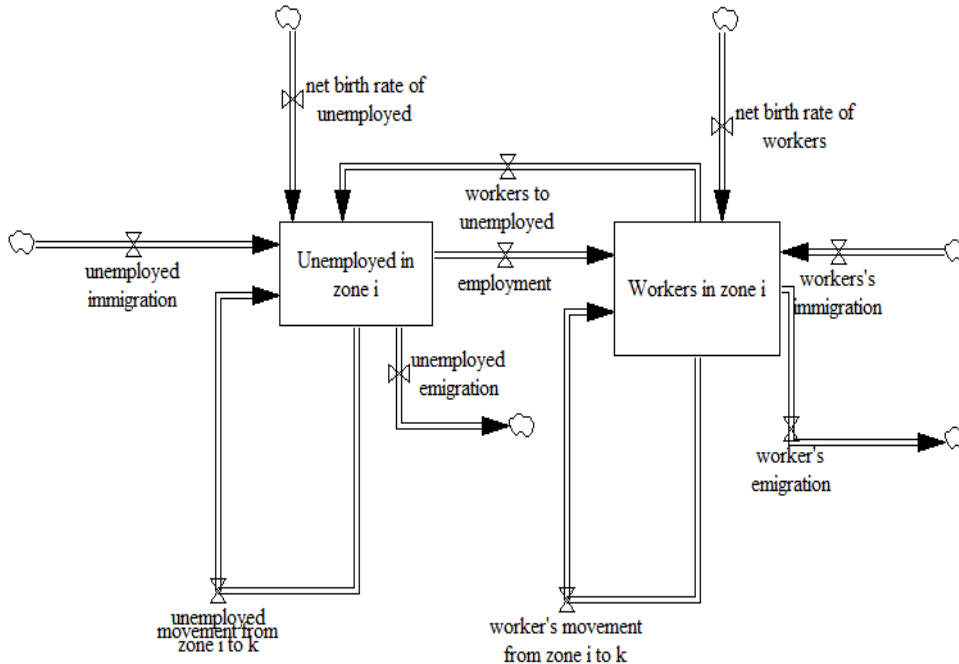 net birth rate of
unemployed
net birth rate of
workers
workers to
unemployed
unemployed
immigration
Unemployed in
zone i
employment
Workers in zone i
workers's
immigration
unemployed
emigration
worker's
emigration
unemployed
movement from
zone i to k
worker's movement
from zone i to k